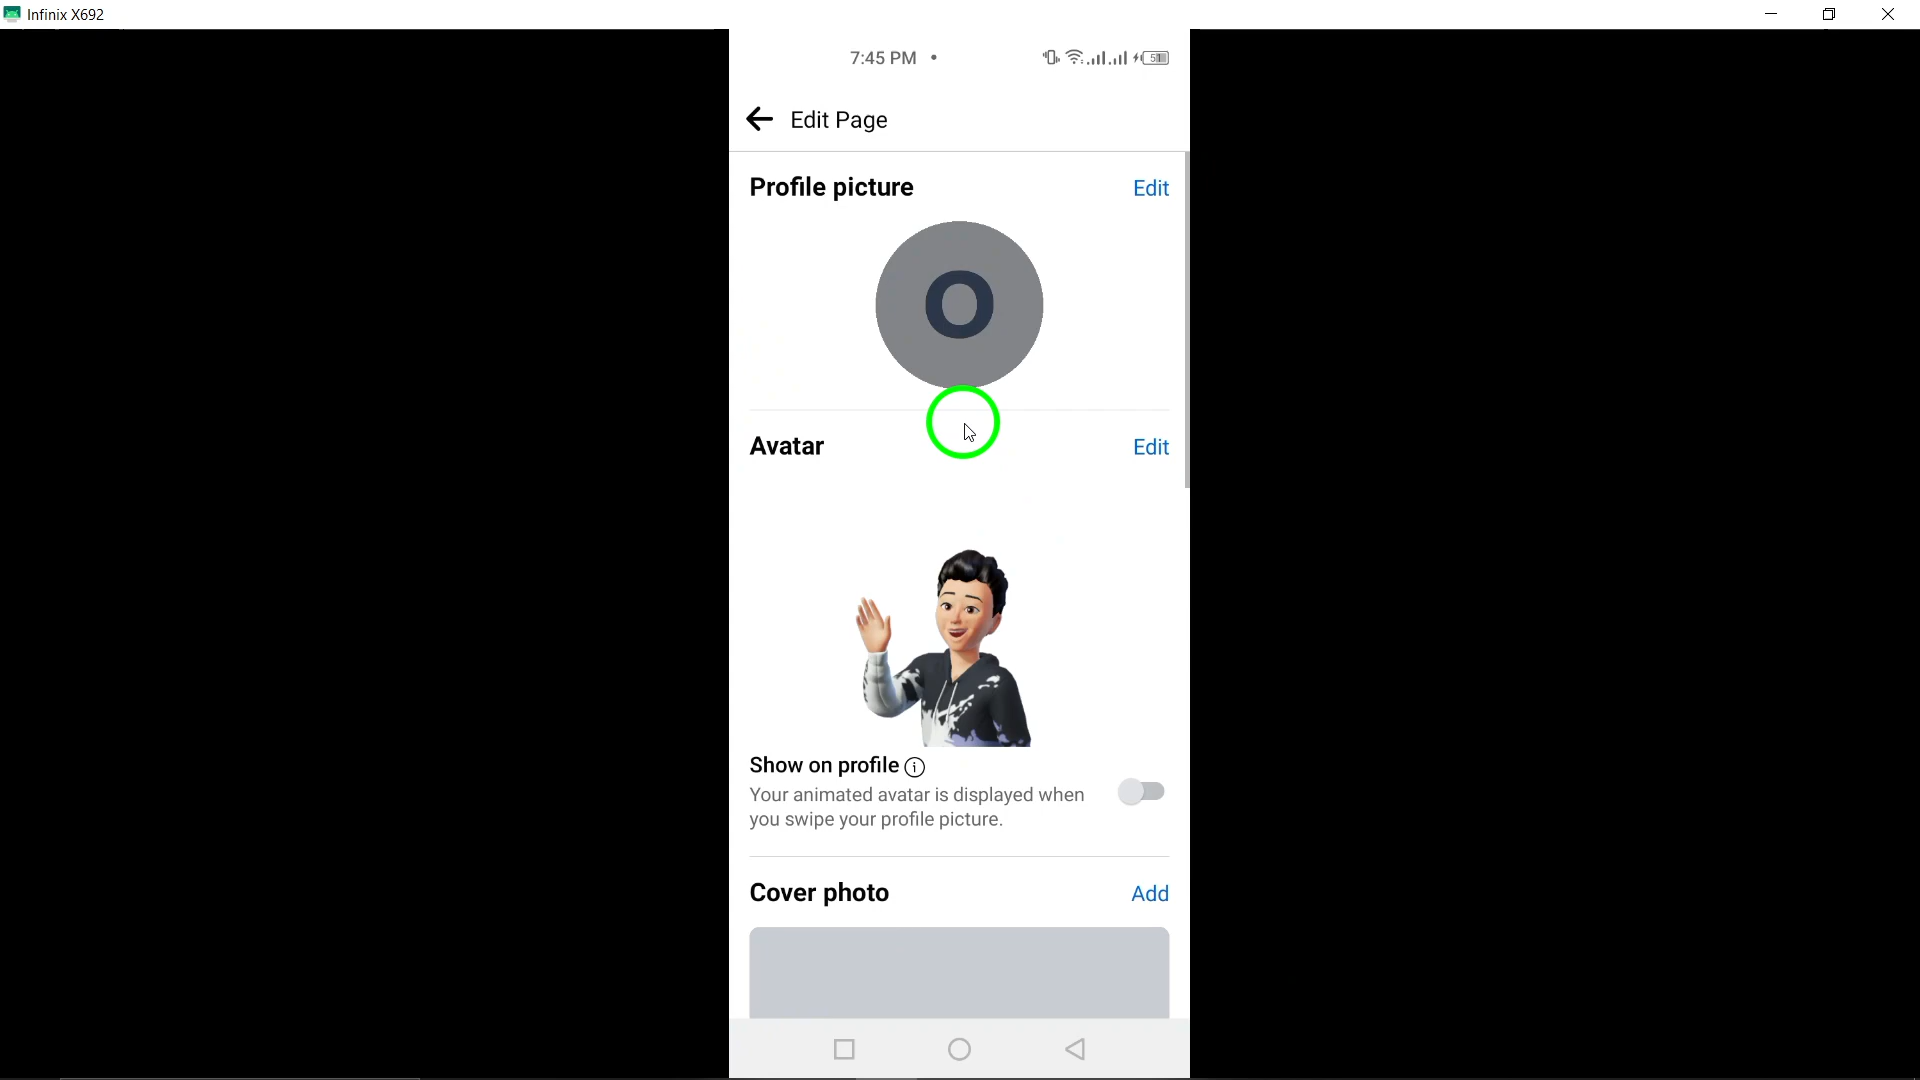 Infinix X692
7:45 PM
51
Edit Page
Profile picture
Edit
O
Avatar
Edit
Show on profile
Your animated avatar is displayed when
you swipe your profile picture.
Cover photo
Add